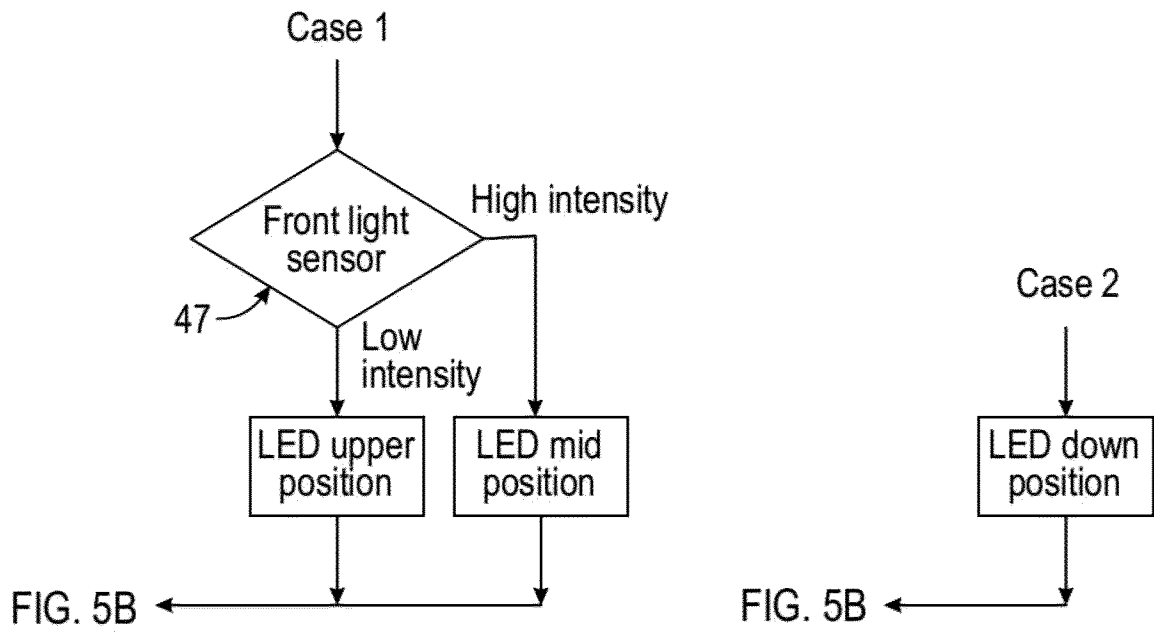 Case 1
Front light
sensor
High intensity
47
Low
intensity
LED upper
position
LED mid
position
FIG. 5B
Case 2
LED down
position
FIG. 5B